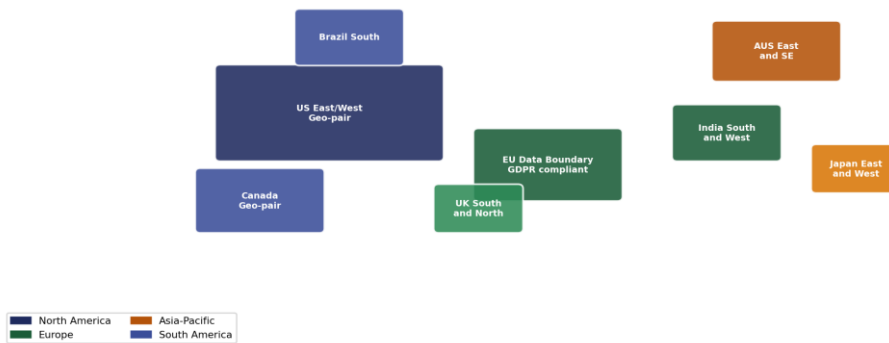 Brazil South
AUS East
and SE
US East/West
Geo-pair
India South
and West
EU Data Boundary
GDPR compliant
Japan East
and West
Canada
Geo-pair
UK South
and North
North America
Europe
Asia-Pacific
South America